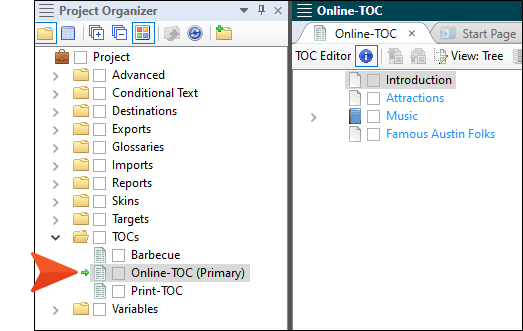 Project Organizer
Project
Advanced
Conditional Text
Destinations
Exports
Glossaries
Imports
Reports
Skins
Targets
TOCs
Barbecue
Online-TOC (Primary)
Print-TOC
Variables
Online-TOC
Online-TOC
Start Page
TOC Editor View: Tree
Introduction
Attractions
Music
Famous Austin Folks